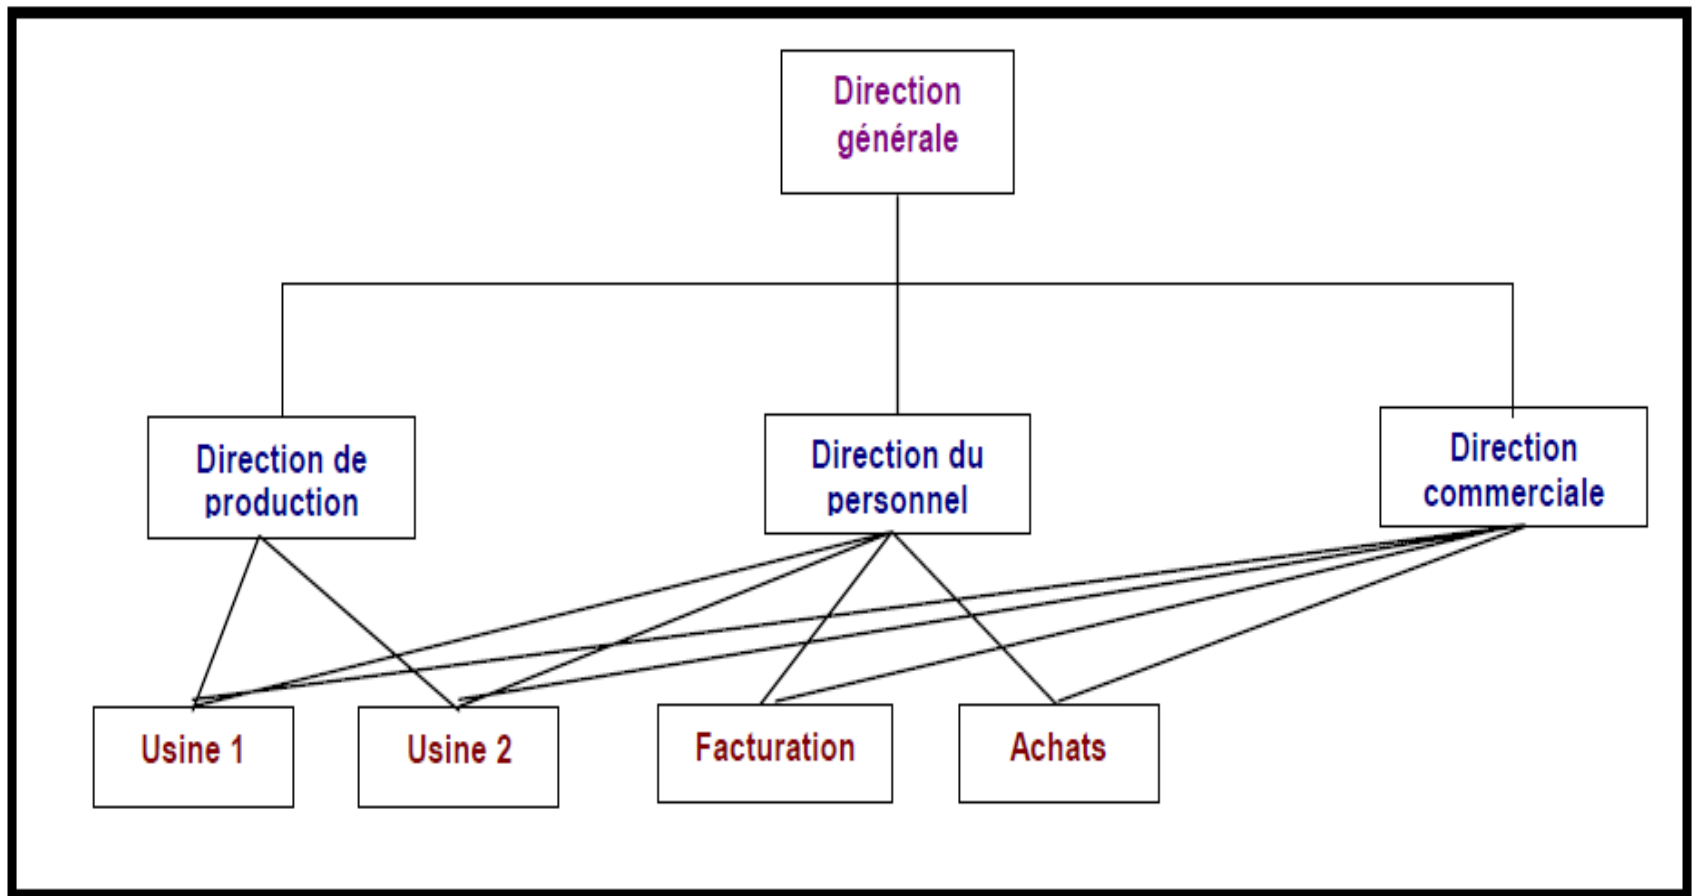 Direction
générale
Direction de
production
Direction du
personnel
Direction
commerciale
Usine 1
Usine 2
Facturation
Achats